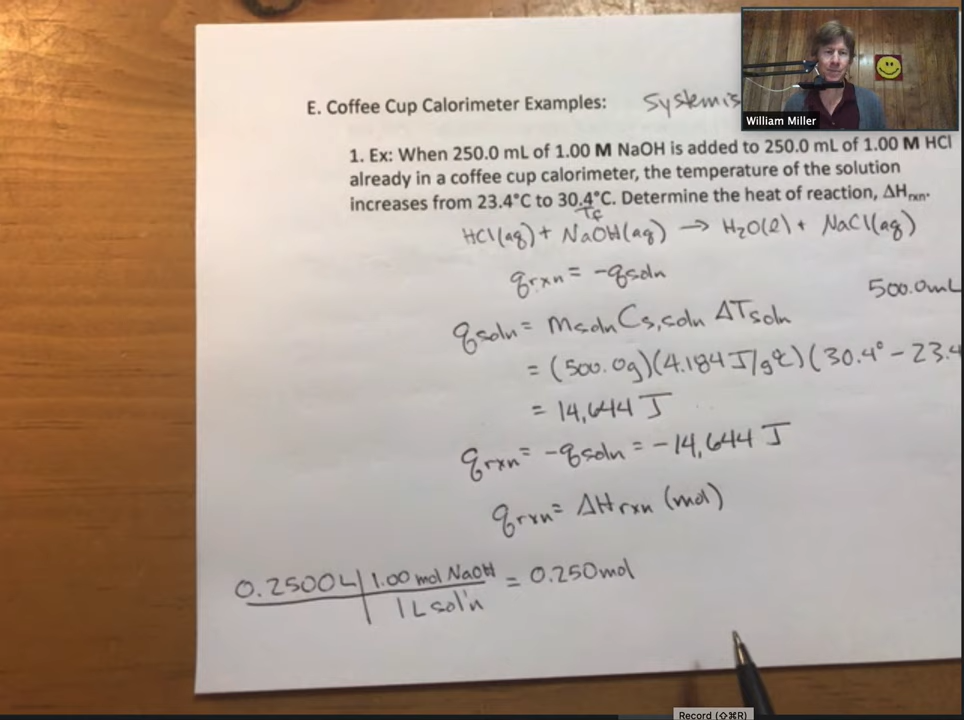 E. Coffee Cup Calorimeter Examples: System is
William Miller
1. Ex: When 250.0 mL of 1.00 M NaOH is added to 250.0 mL of 1.00 M HCl
already in a coffee cup calorimeter, the temperature of the solution
increases from 23.4°C to 30.4°C. Determine the heat of reaction, ΔHrxn.
Tf
HCl(aq) + NaOH(aq) → H2O(l) + NaCl(aq)
qrxn = -qsoln
500.0mL
qsoln = msoln Cs,soln ΔTsoln
= (500.0g)(4.184 J/g°C)(30.4° - 23.4
= 14,644 J
qrxn = -qsoln = -14,644 J
qrxn = ΔHrxn (mol)
0.2500L | 1.00 mol NaOH = 0.250mol
1 L sol'n
Record (⇧⌘R)